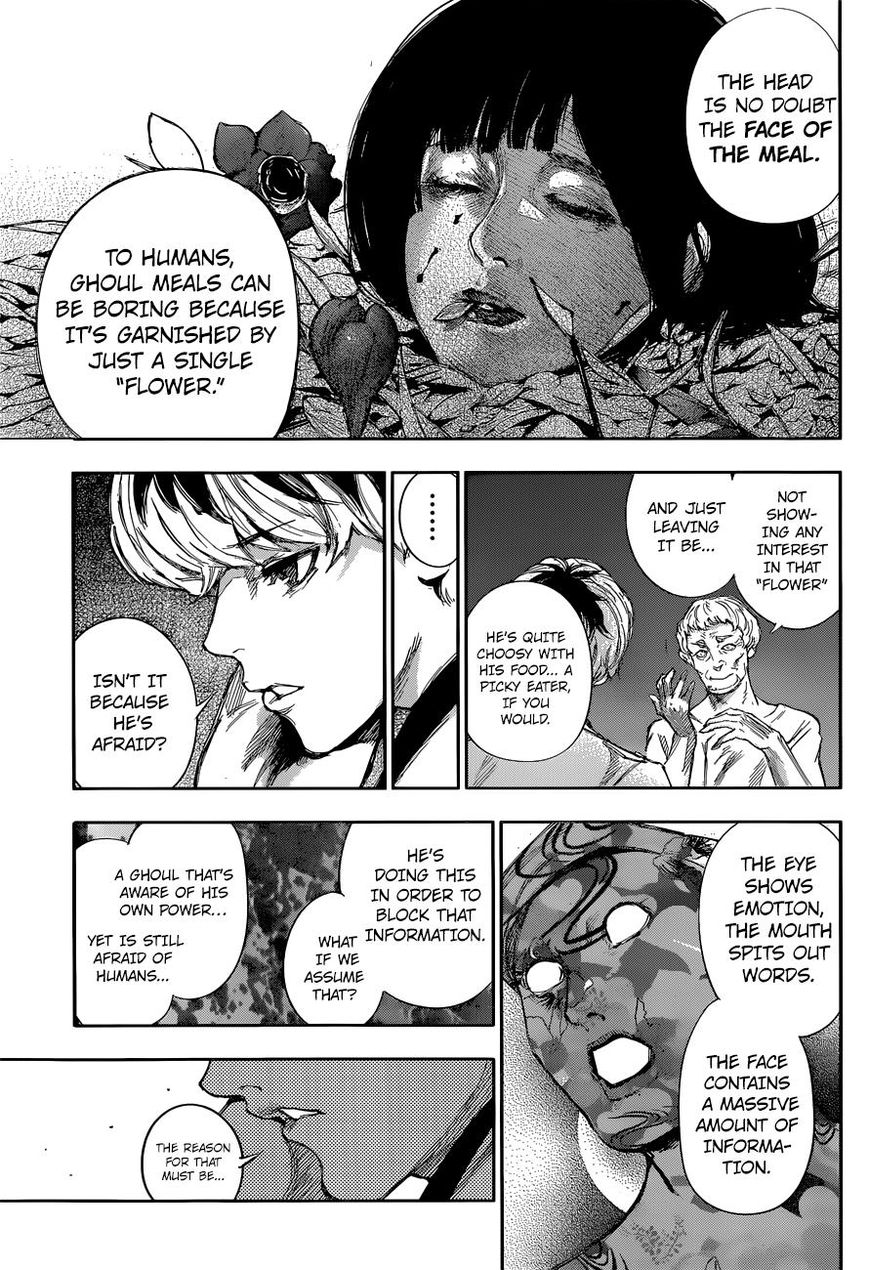 THE HEAD
IS NO DOUBT
THE FACE OF
THE MEAL.
TO HUMANS,
GHOUL MEALS CAN
BE BORING BECAUSE
IT'S GARNISHED BY
JUST A SINGLE
"FLOWER."
NOT
SHOW-
ING ANY
INTEREST
IN THAT
"FLOWER"
AND JUST
LEAVING
IT BE...
HE'S QUITE
CHOOSY WITH
HIS FOOD... A
PICKY EATER,
IF YOU
WOULD.
......
ISN'T IT
BECAUSE
HE'S
AFRAID?
THE EYE
SHOWS
EMOTION,
THE MOUTH
SPITS OUT
WORDS.
THE FACE
CONTAINS
A MASSIVE
AMOUNT OF
INFORMA-
TION.
HE'S
DOING THIS
IN ORDER TO
BLOCK THAT
INFORMATION.
WHAT
IF WE
ASSUME
THAT?
A GHOUL THAT'S
AWARE OF HIS
OWN POWER...
YET IS STILL
AFRAID OF
HUMANS...
THE REASON
FOR THAT
MUST BE...